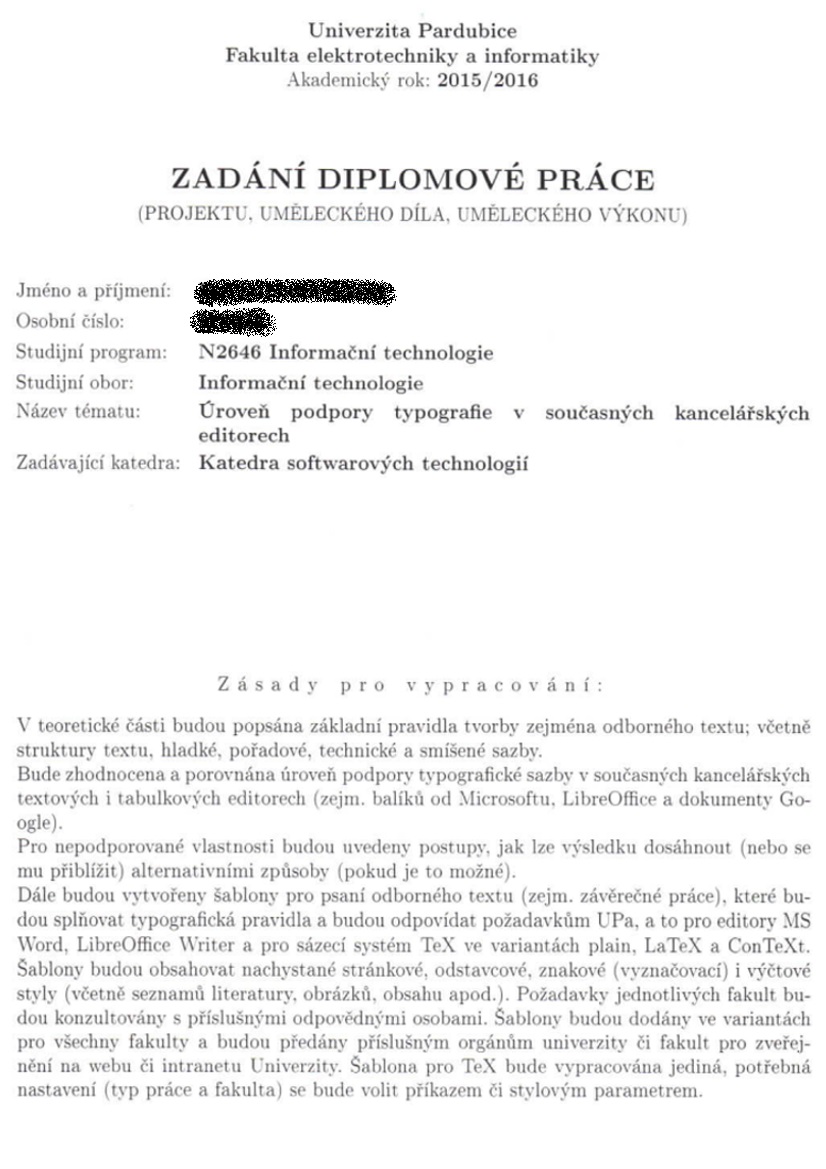 Univerzita Pardubice
Fakulta elektrotechniky a informatiky
Akademický rok: 2015/2016
ZADÁNÍ DIPLOMOVÉ PRÁCE
(PROJEKTU, UMĚLECKÉHO DÍLA, UMĚLECKÉHO VÝKONU)
Jméno a příjmení:
Osobní číslo:
Studijní program: N2646 Informační technologie
Studijní obor: Informační technologie
Název tématu: Úroveň podpory typografie v současných kancelářských
editorech
Zadávající katedra: Katedra softwarových technologií
Zásady pro vypracování:
V teoretické části budou popsána základní pravidla tvorby zejména odborného textu; včetně
struktury textu, hladké, pořadové, technické a smíšené sazby.
Bude zhodnocena a porovnána úroveň podpory typografické sazby v současných kancelářských
textových i tabulkových editorech (zejm. balíků od Microsoftu, LibreOffice a dokumenty Go-
ogle).
Pro nepodporované vlastnosti budou uvedeny postupy, jak lze výsledku dosáhnout (nebo se
mu přiblížit) alternativními způsoby (pokud je to možné).
Dále budou vytvořeny šablony pro psaní odborného textu (zejm. závěrečné práce), které bu-
dou splňovat typografická pravidla a budou odpovídat požadavkům UPa, a to pro editory MS
Word, LibreOffice Writer a pro sázecí systém TeX ve variantách plain, LaTeX a ConTeXt.
Šablony budou obsahovat nachystané stránkové, odstavcové, znakové (vyznačovací) i výčtové
styly (včetně seznamů literatury, obrázků, obsahu apod.). Požadavky jednotlivých fakult bu-
dou konzultovány s příslušnými odpovědnými osobami. Šablony budou dodány ve variantách
pro všechny fakulty a budou předány příslušným orgánům univerzity či fakult pro zveřej-
nění na webu či intranetu Univerzity. Šablona pro TeX bude vypracována jediná, potřebná
nastavení (typ práce a fakulta) se bude volit příkazem či stylovým parametrem.